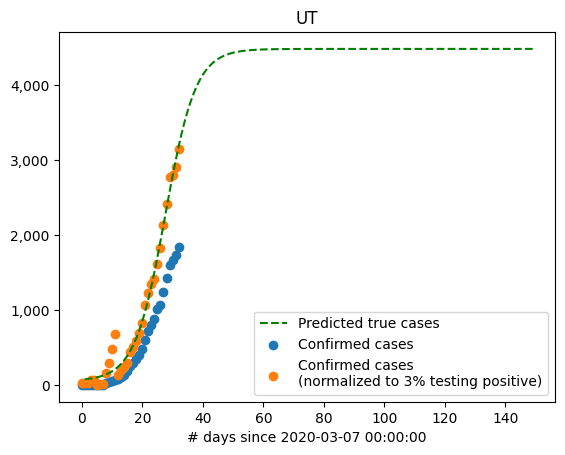 UT
4,000
3,000
2,000
1,000
0
Predicted true cases
Confirmed cases
Confirmed cases
(normalized to 3% testing positive)
0 20 40 60 80 100 120 140
# days since 2020-03-07 00:00:00